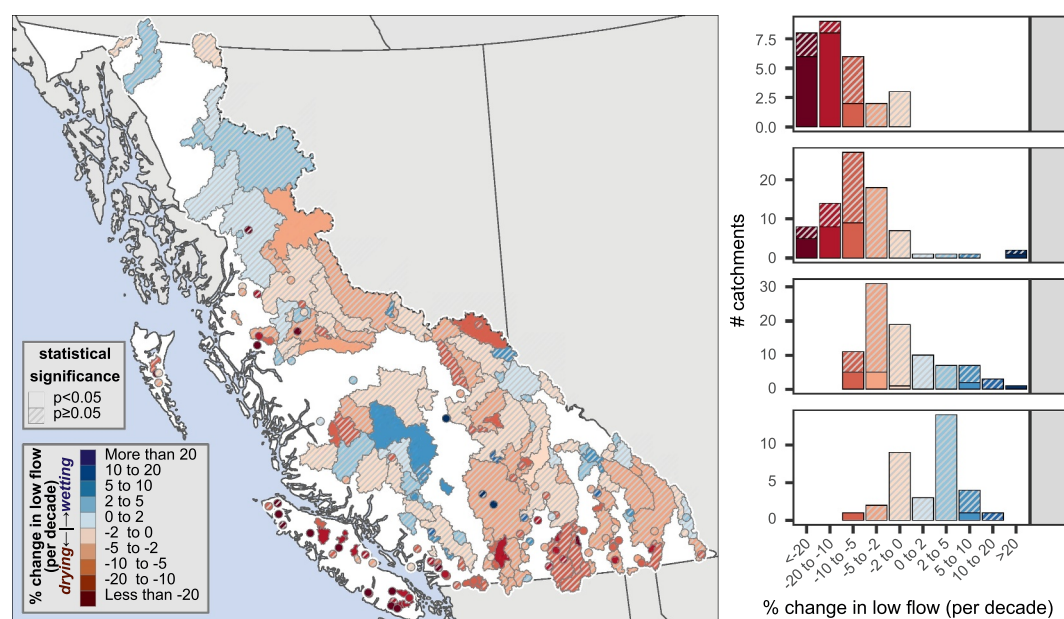 statistical
significance
p<0.05
p≥0.05
% change in low flow
(per decade)
drying←|→wetting
More than 20
10 to 20
5 to 10
2 to 5
0 to 2
-2 to 0
-5 to -2
-10 to -5
-20 to -10
Less than -20
# catchments
7.5
5.0
2.5
0.0
20
10
0
30
20
10
0
10
5
0
<-20
-20 to -10
-10 to -5
-5 to -2
-2 to 0
0 to 2
2 to 5
5 to 10
10 to 20
>20
% change in low flow (per decade)